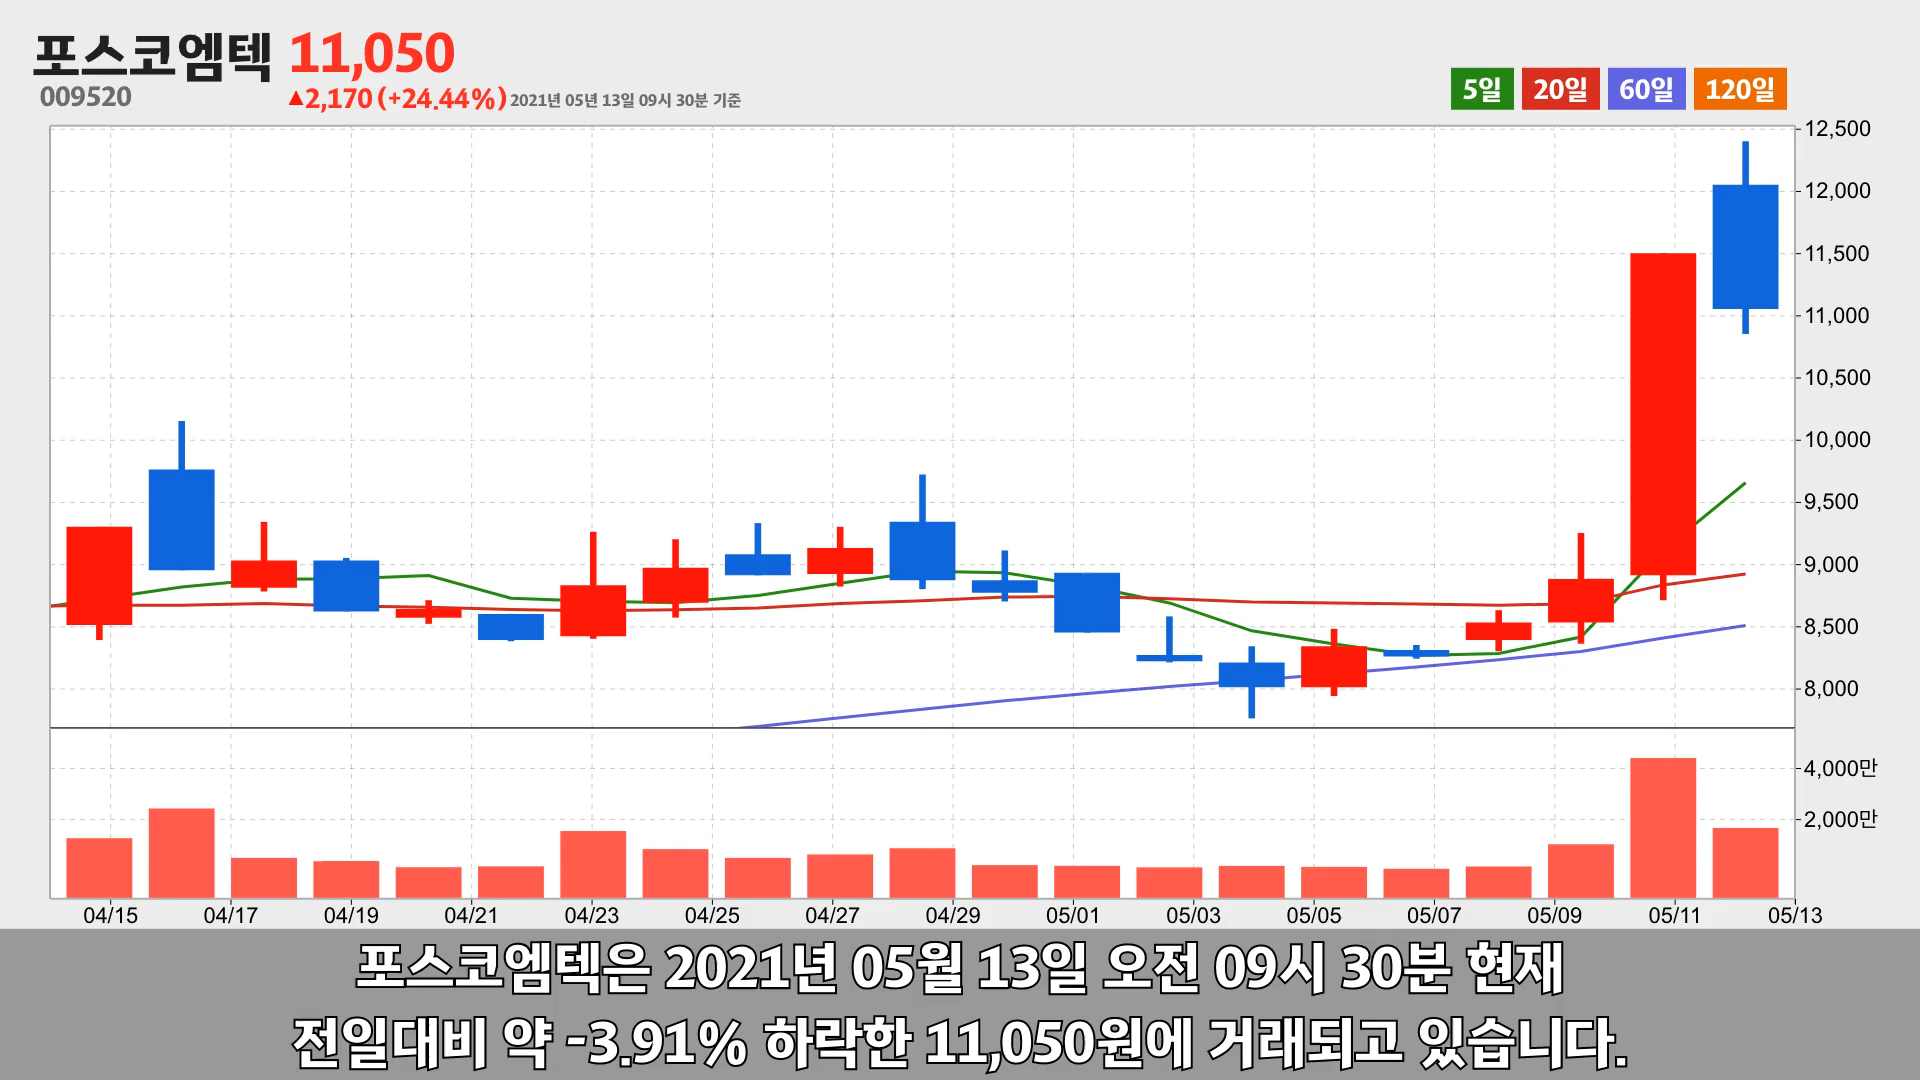 포스코엠텍 11,050
009520
▲2,170 (+24.44%) 2021년 05년 13일 09시 30분 기준
5일 20일 60일 120일
12,500
12,000
11,500
11,000
10,500
10,000
9,500
9,000
8,500
8,000
4,000만
2,000만
04/15 04/17 04/19 04/21 04/23 04/25 04/27 04/29 05/01 05/03 05/05 05/07 05/09 05/11 05/13
포스코엠텍은 2021년 05월 13일 오전 09시 30분 현재
전일대비 약 -3.91% 하락한 11,050원에 거래되고 있습니다.